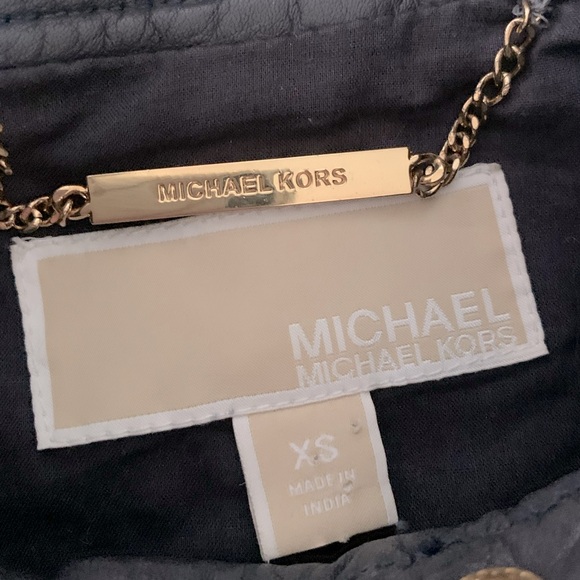 MICHAEL KORS
MICHAEL
MICHAEL KORS
XS
MADE IN
INDIA